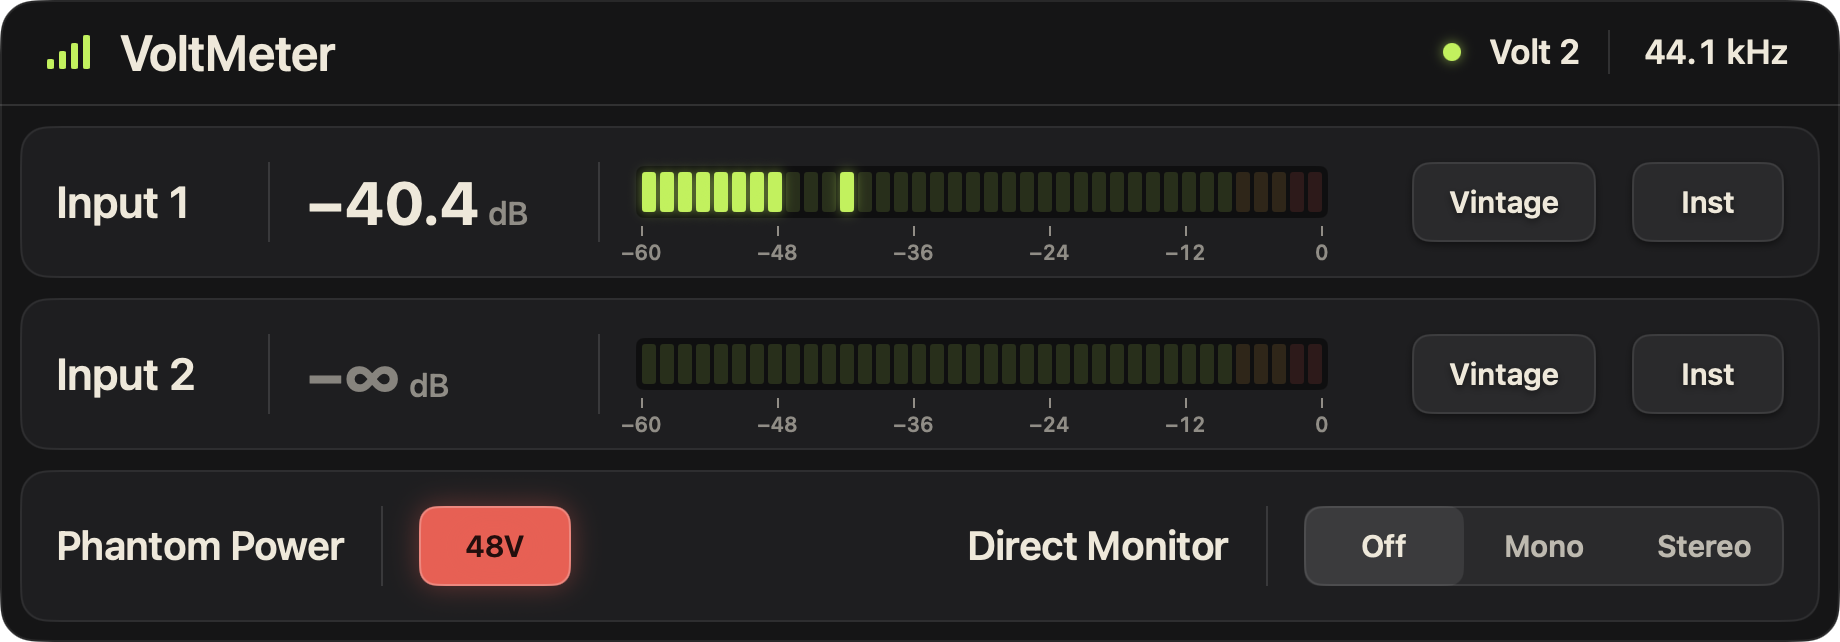 VoltMeter
Volt 2
44.1 kHz
Input 1
−40.4 dB
−60 −48 −36 −24 −12 0
Vintage
Inst
Input 2
−∞ dB
−60 −48 −36 −24 −12 0
Vintage
Inst
Phantom Power
48V
Direct Monitor
Off
Mono
Stereo